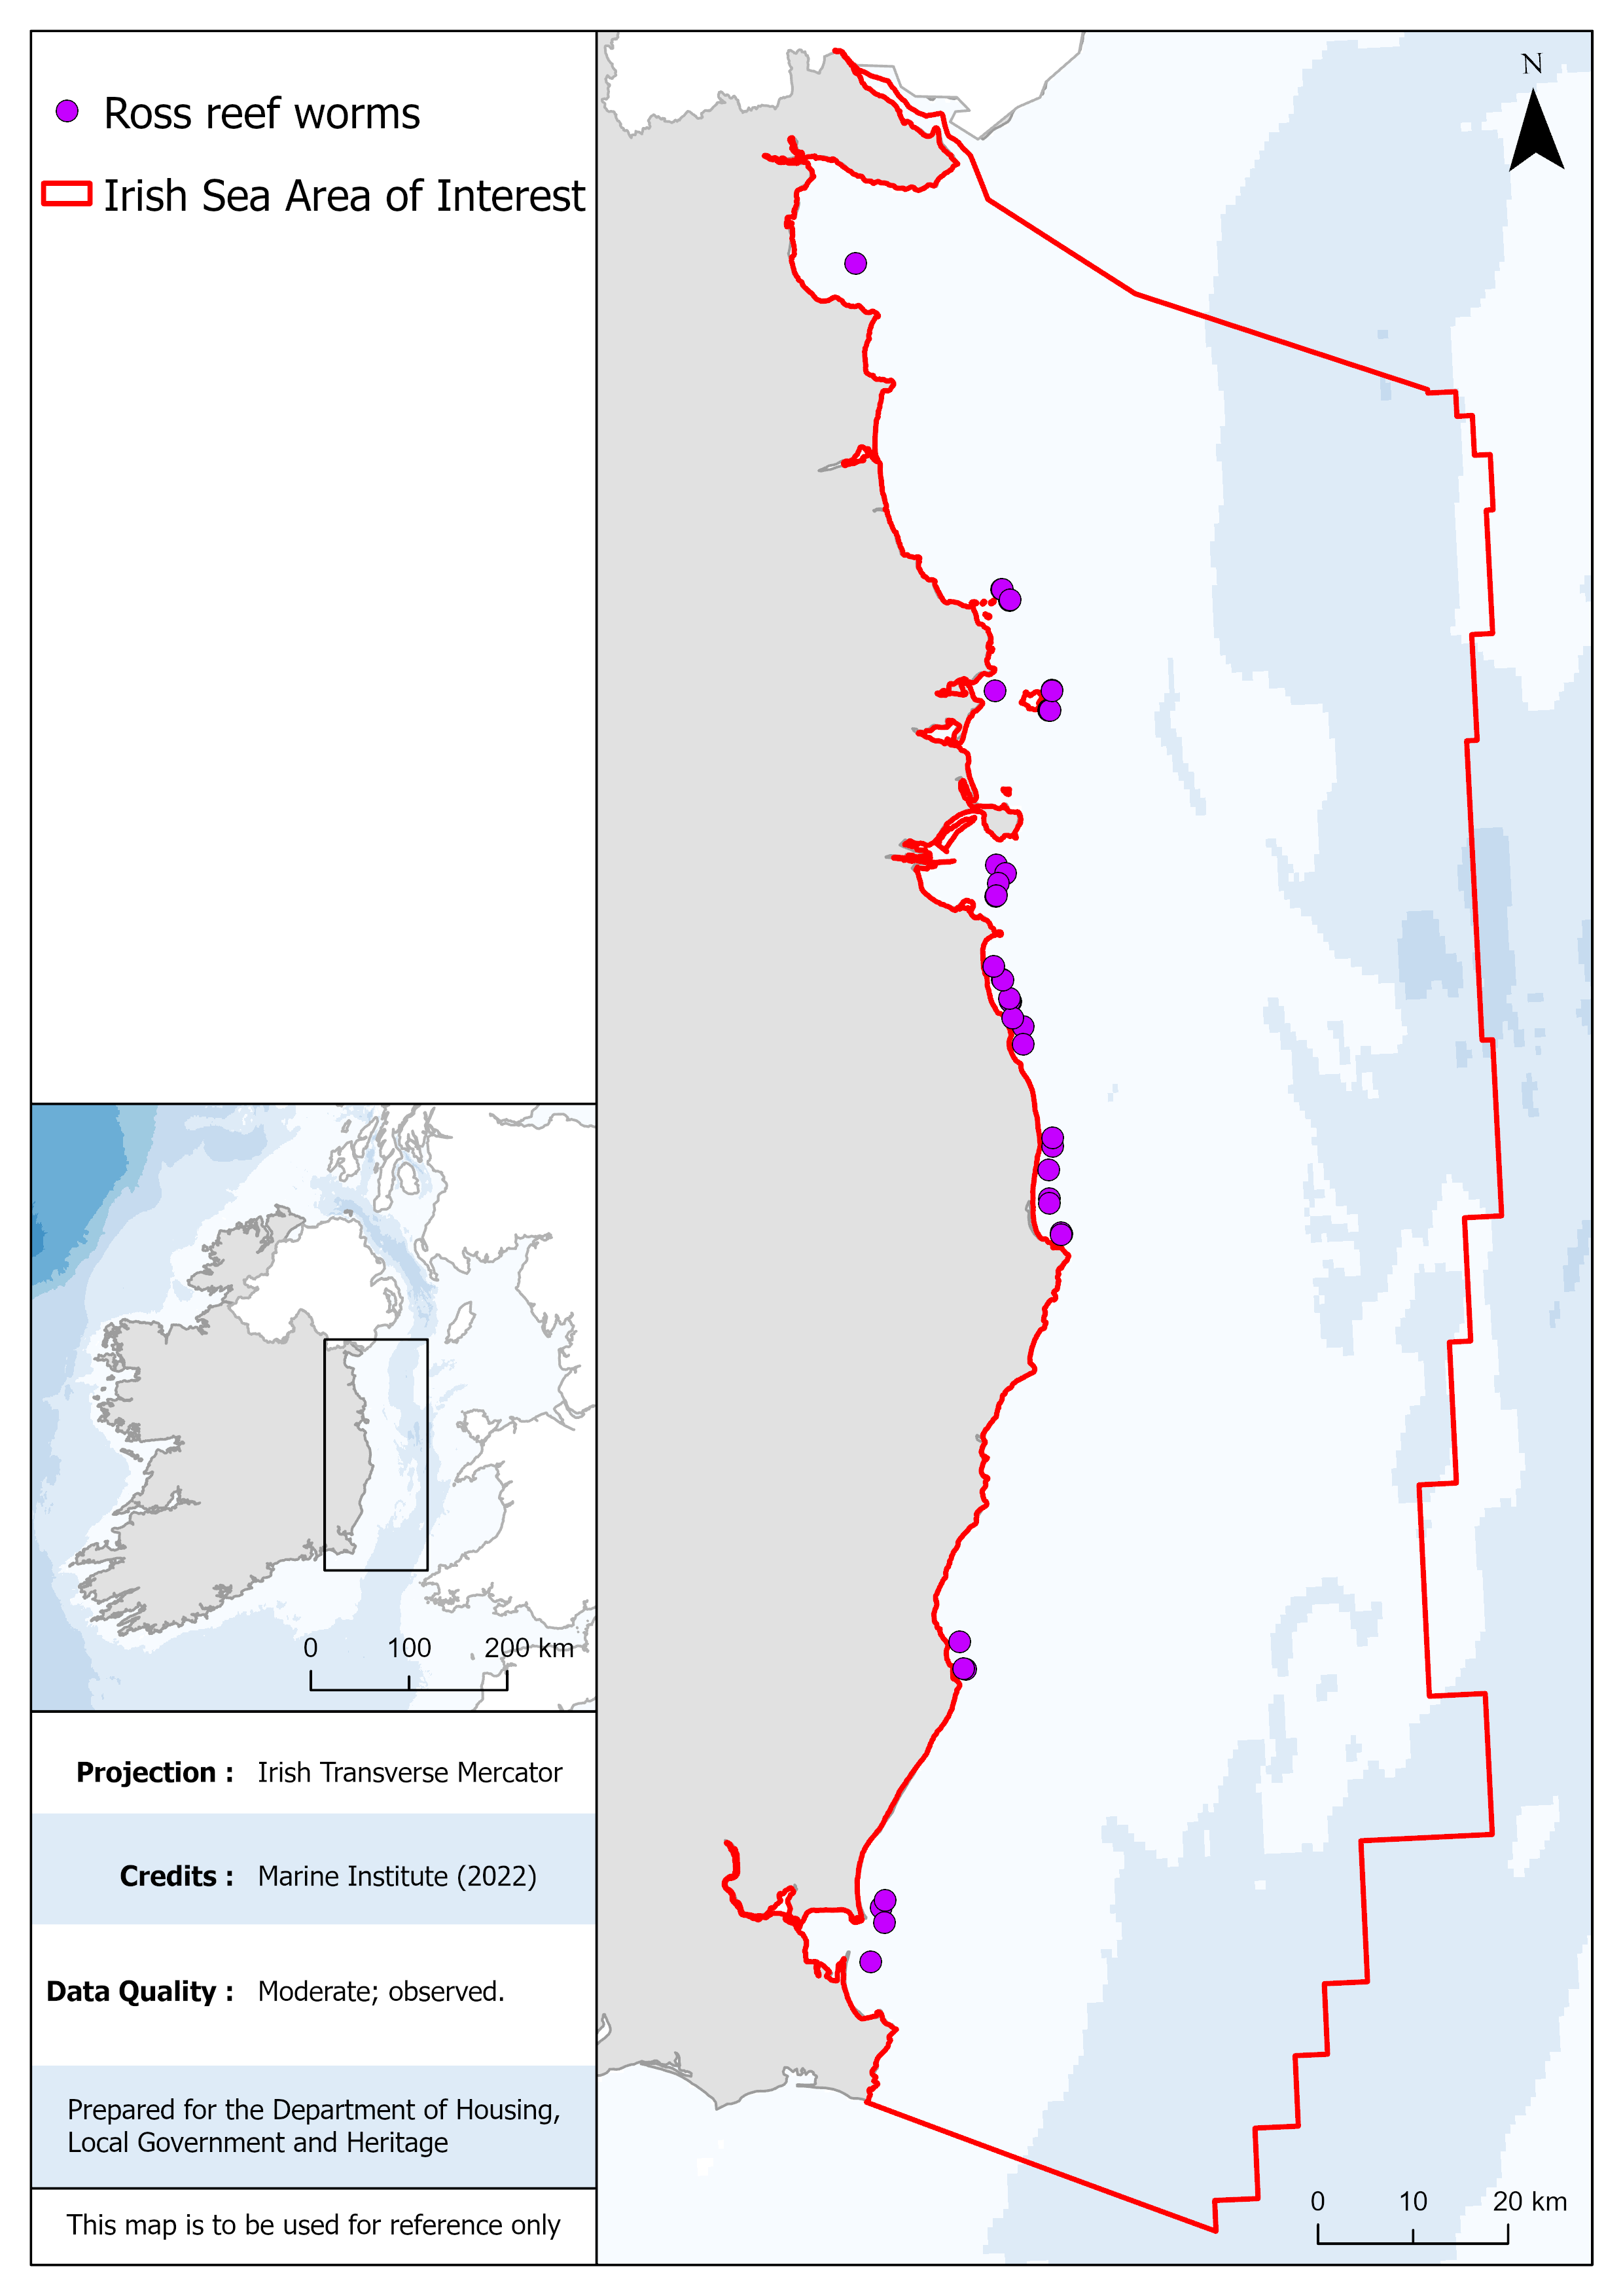 Ross reef worms
Irish Sea Area of Interest
N
0 100 200 km
Projection : Irish Transverse Mercator
Credits : Marine Institute (2022)
Data Quality : Moderate; observed.
Prepared for the Department of Housing,
Local Government and Heritage
This map is to be used for reference only
0 10 20 km